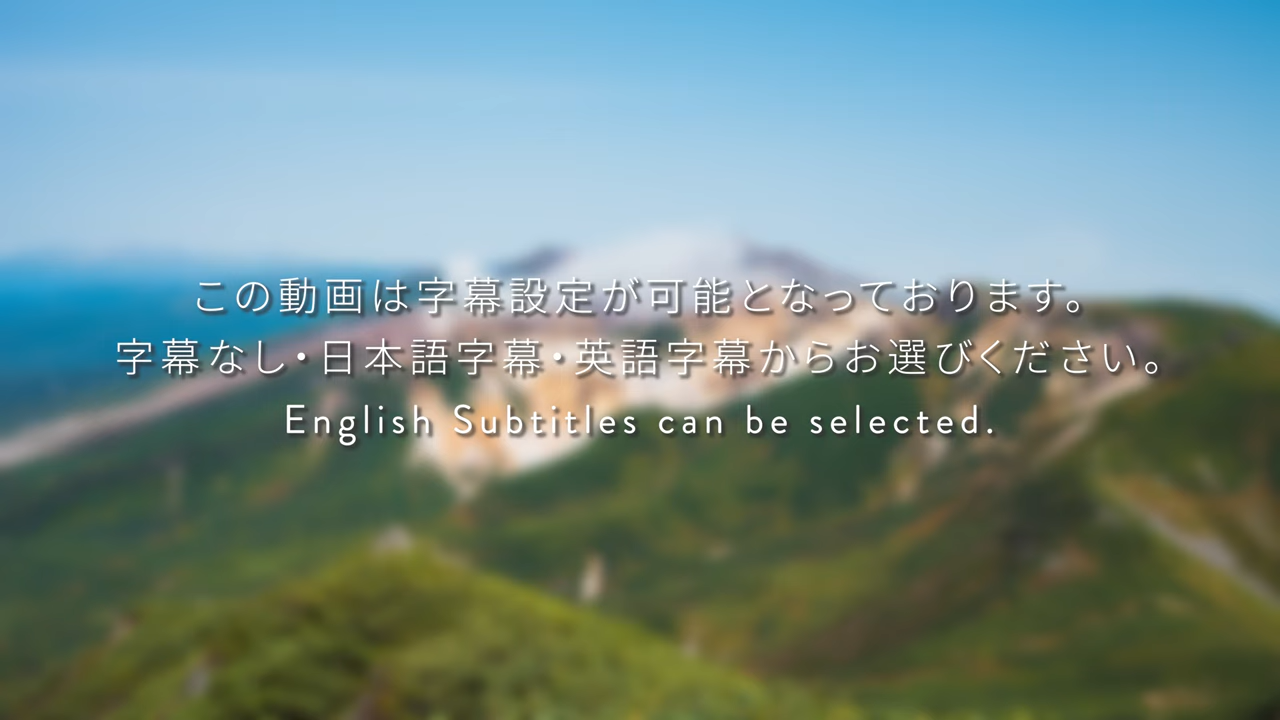 この動画は字幕設定が可能となっております。
字幕なし・日本語字幕・英語字幕からお選びください。
English Subtitles can be selected.